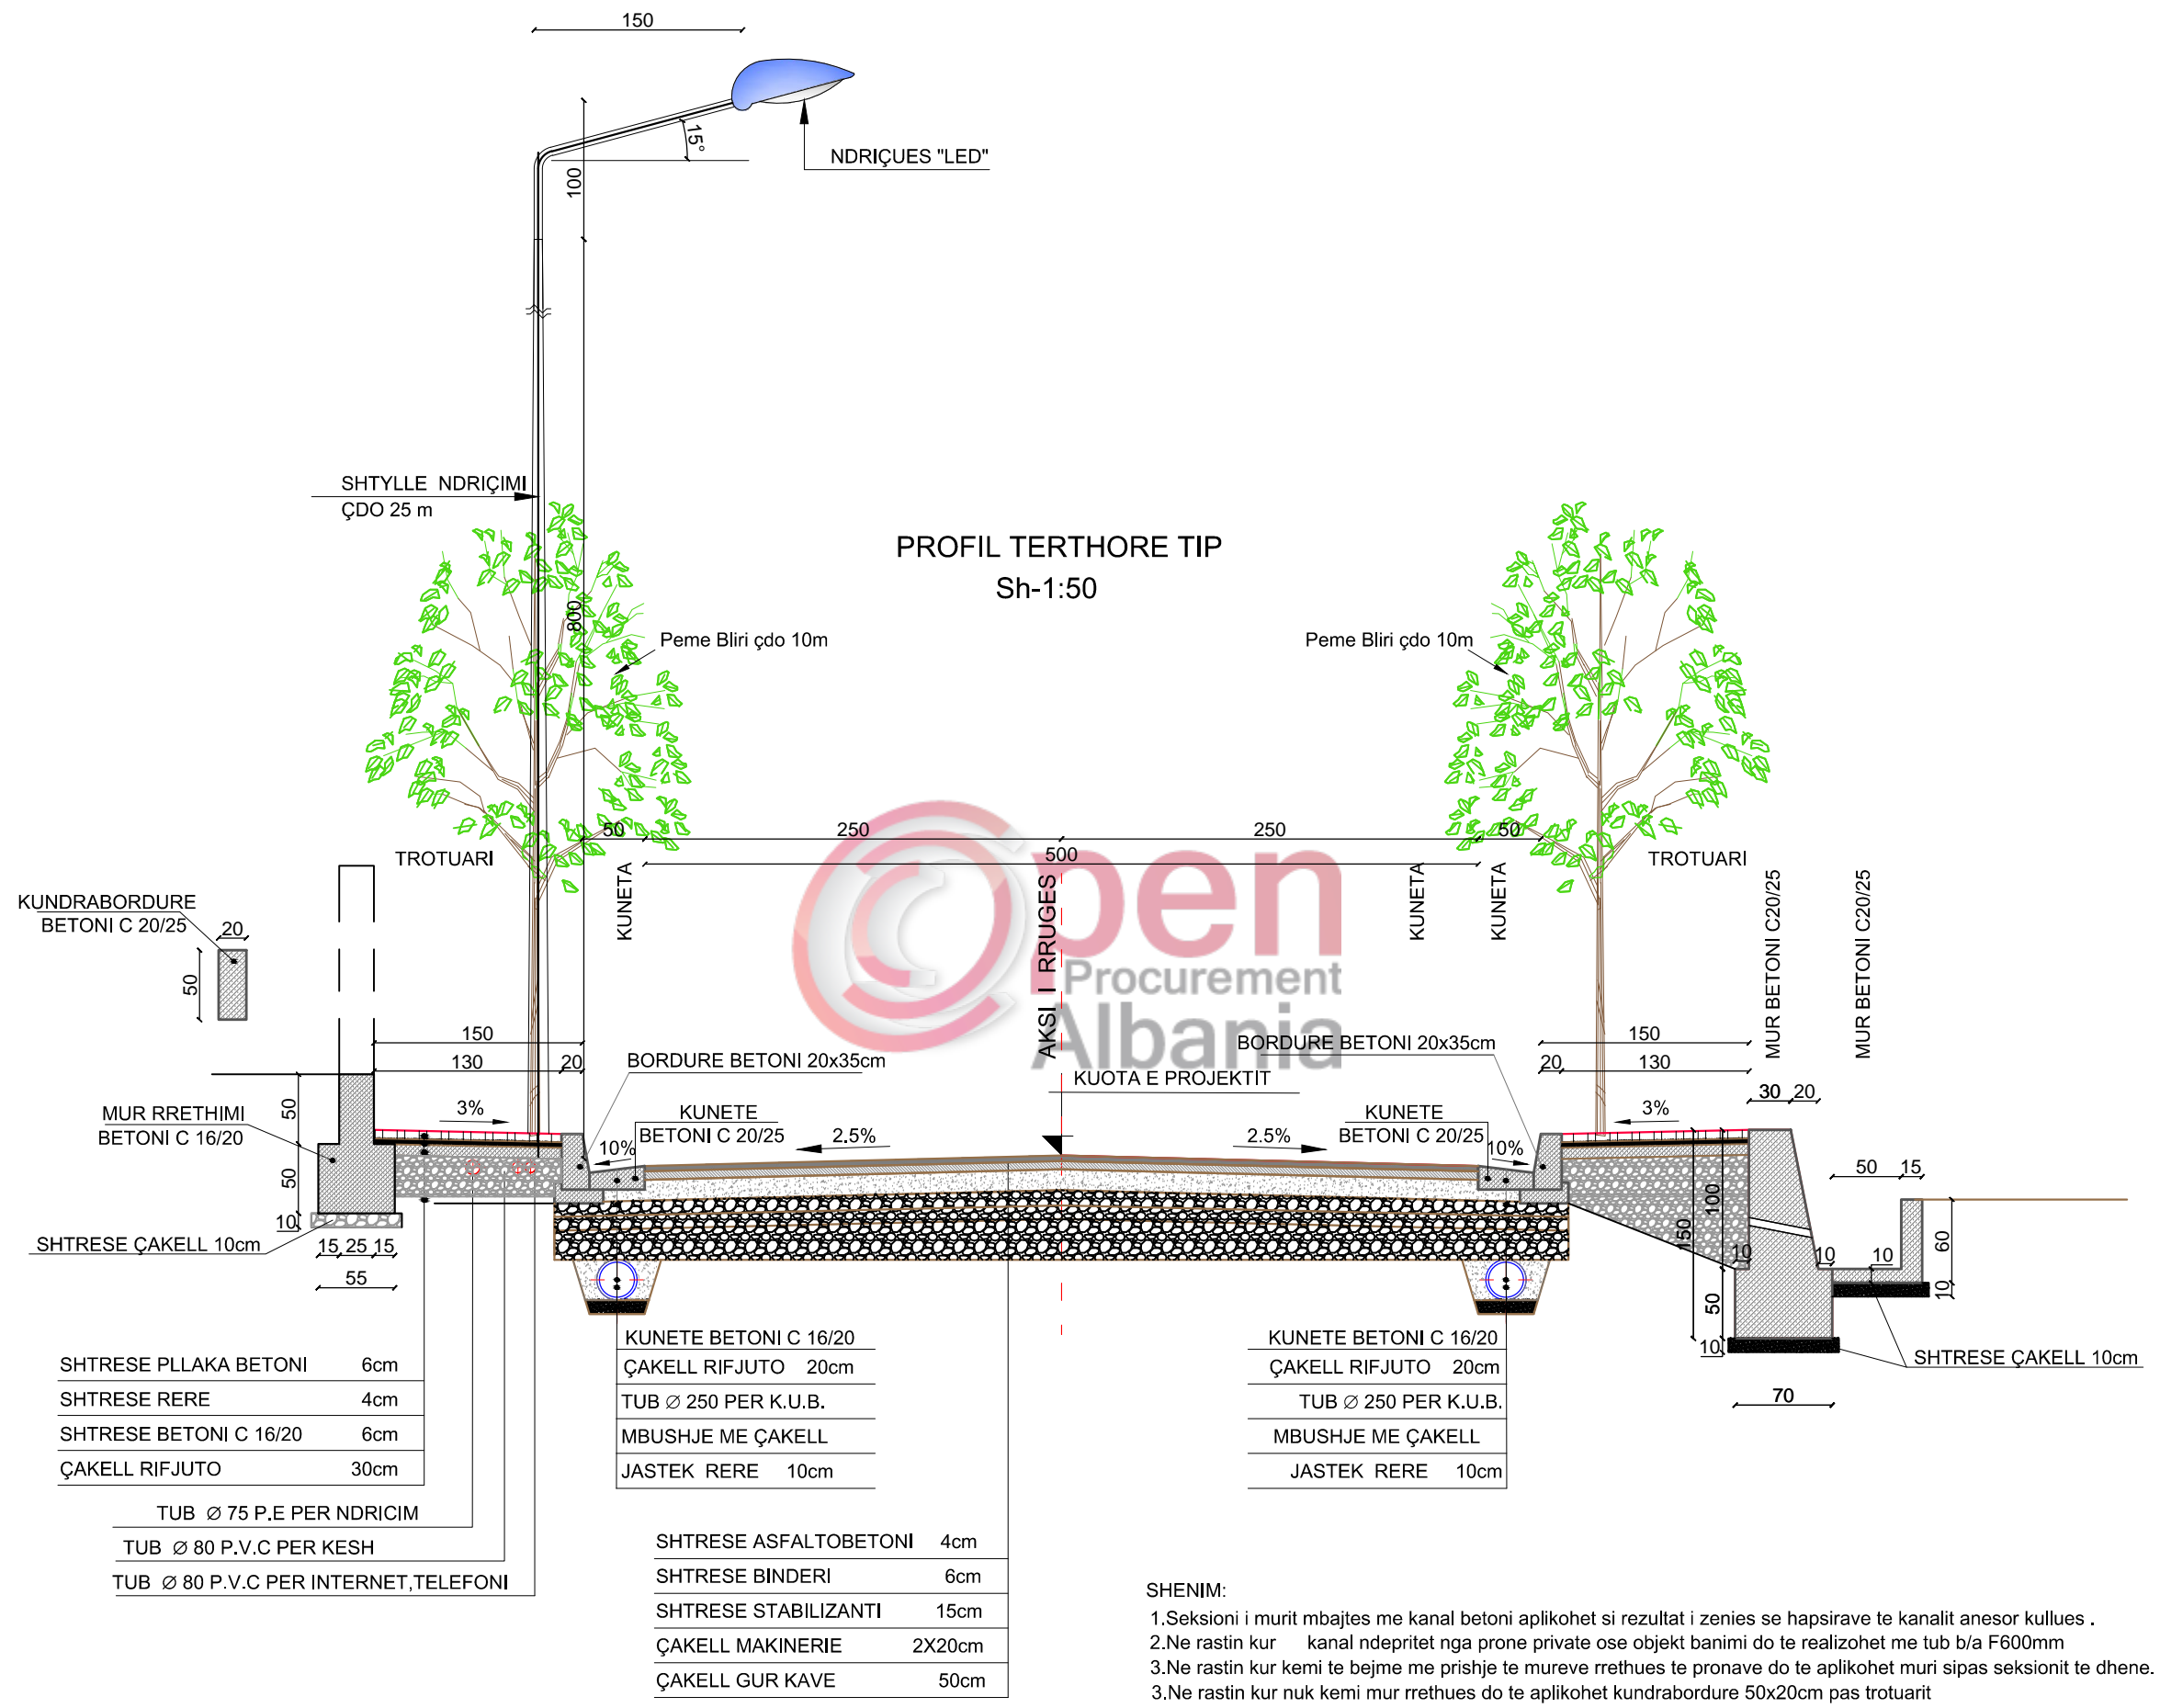 150
15°
100
NDRIÇUES "LED"
SHTYLLE NDRIÇIMI
ÇDO 25 m
PROFIL TERTHORE TIP
Sh-1:50
800
Peme Bliri çdo 10m
Peme Bliri çdo 10m
50
250
250
50
500
TROTUARI
TROTUARI
KUNETA
AKSI I RRUGES
KUNETA
KUNETA
MUR BETONI C20/25
MUR BETONI C20/25
Open
Procurement
Albania
KUNDRABORDURE
BETONI C 20/25
20
50
150
130
20
BORDURE BETONI 20x35cm
BORDURE BETONI 20x35cm
150
20
130
30
20
KUOTA E PROJEKTIT
MUR RRETHIMI
BETONI C 16/20
50
50
10
3%
KUNETE
BETONI C 20/25
10%
2.5%
2.5%
KUNETE
BETONI C 20/25
10%
3%
SHTRESE ÇAKELL 10cm
15 25 15
55
150
100
50
10
10
10
10
50
15
60
10
70
SHTRESE ÇAKELL 10cm
KUNETE BETONI C 16/20
ÇAKELL RIFJUTO 20cm
TUB Ø 250 PER K.U.B.
MBUSHJE ME ÇAKELL
JASTEK RERE 10cm
KUNETE BETONI C 16/20
ÇAKELL RIFJUTO 20cm
TUB Ø 250 PER K.U.B.
MBUSHJE ME ÇAKELL
JASTEK RERE 10cm
SHTRESE PLLAKA BETONI 6cm
SHTRESE RERE 4cm
SHTRESE BETONI C 16/20 6cm
ÇAKELL RIFJUTO 30cm
TUB Ø 75 P.E PER NDRICIM
TUB Ø 80 P.V.C PER KESH
TUB Ø 80 P.V.C PER INTERNET,TELEFONI
SHTRESE ASFALTOBETONI 4cm
SHTRESE BINDERI 6cm
SHTRESE STABILIZANTI 15cm
ÇAKELL MAKINERIE 2X20cm
ÇAKELL GUR KAVE 50cm
SHENIM:
1.Seksioni i murit mbajtes me kanal betoni aplikohet si rezultat i zenies se hapsirave te kanalit anesor kullues .
2.Ne rastin kur kanal ndepritet nga prone private ose objekt banimi do te realizohet me tub b/a F600mm
3.Ne rastin kur kemi te bejme me prishje te mureve rrethues te pronave do te aplikohet muri sipas seksionit te dhene.
3.Ne rastin kur nuk kemi mur rrethues do te aplikohet kundrabordure 50x20cm pas trotuarit